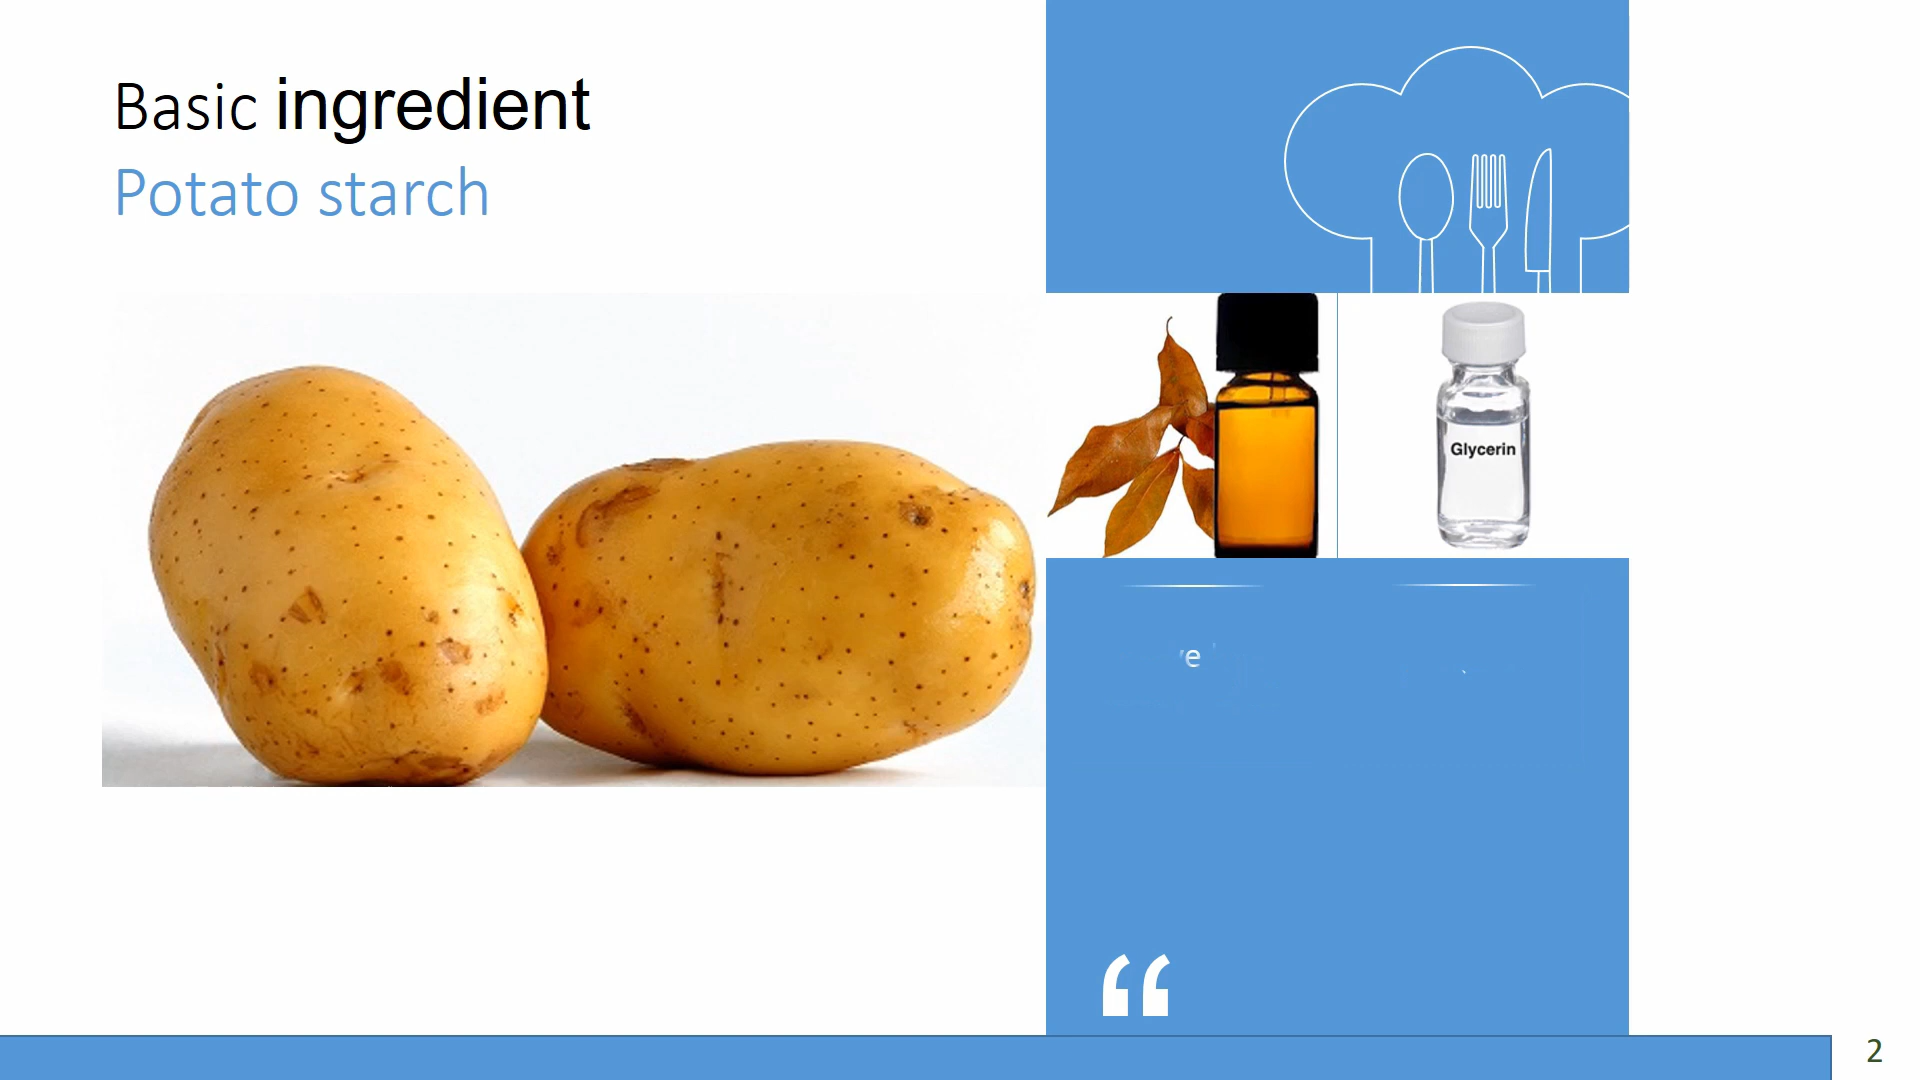 Basic ingredient
Potato starch
Glycerin
“
2